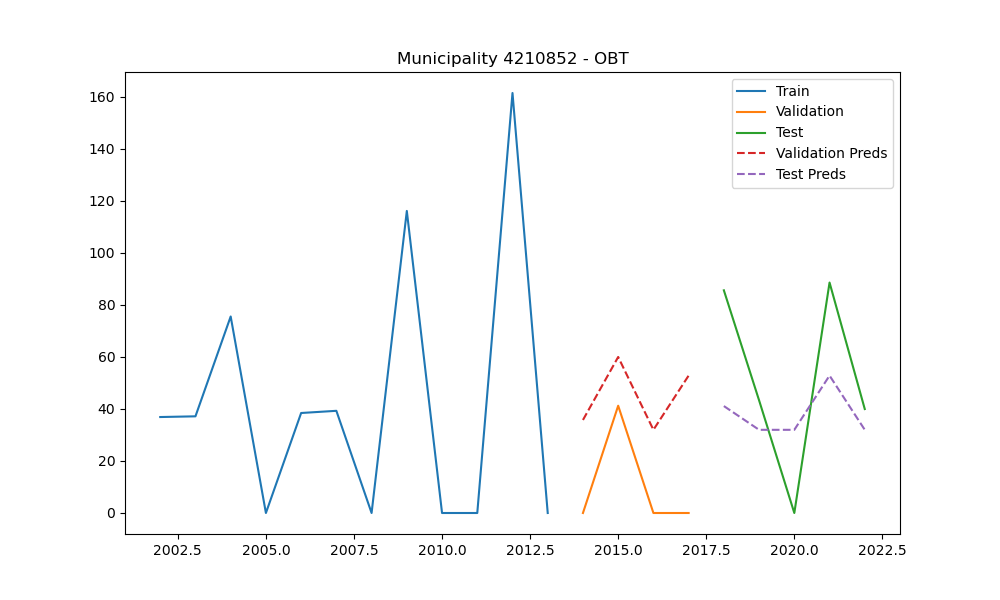 Municipality 4210852 - OBT
160
140
120
100
80
60
40
20
0
2002.5 2005.0 2007.5 2010.0 2012.5 2015.0 2017.5 2020.0 2022.5
Train
Validation
Test
Validation Preds
Test Preds